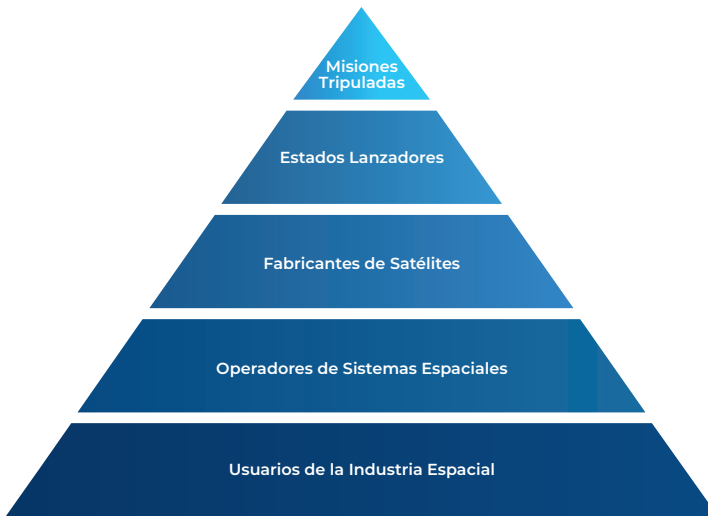 Misiones
Tripuladas
Estados Lanzadores
Fabricantes de Satélites
Operadores de Sistemas Espaciales
Usuarios de la Industria Espacial